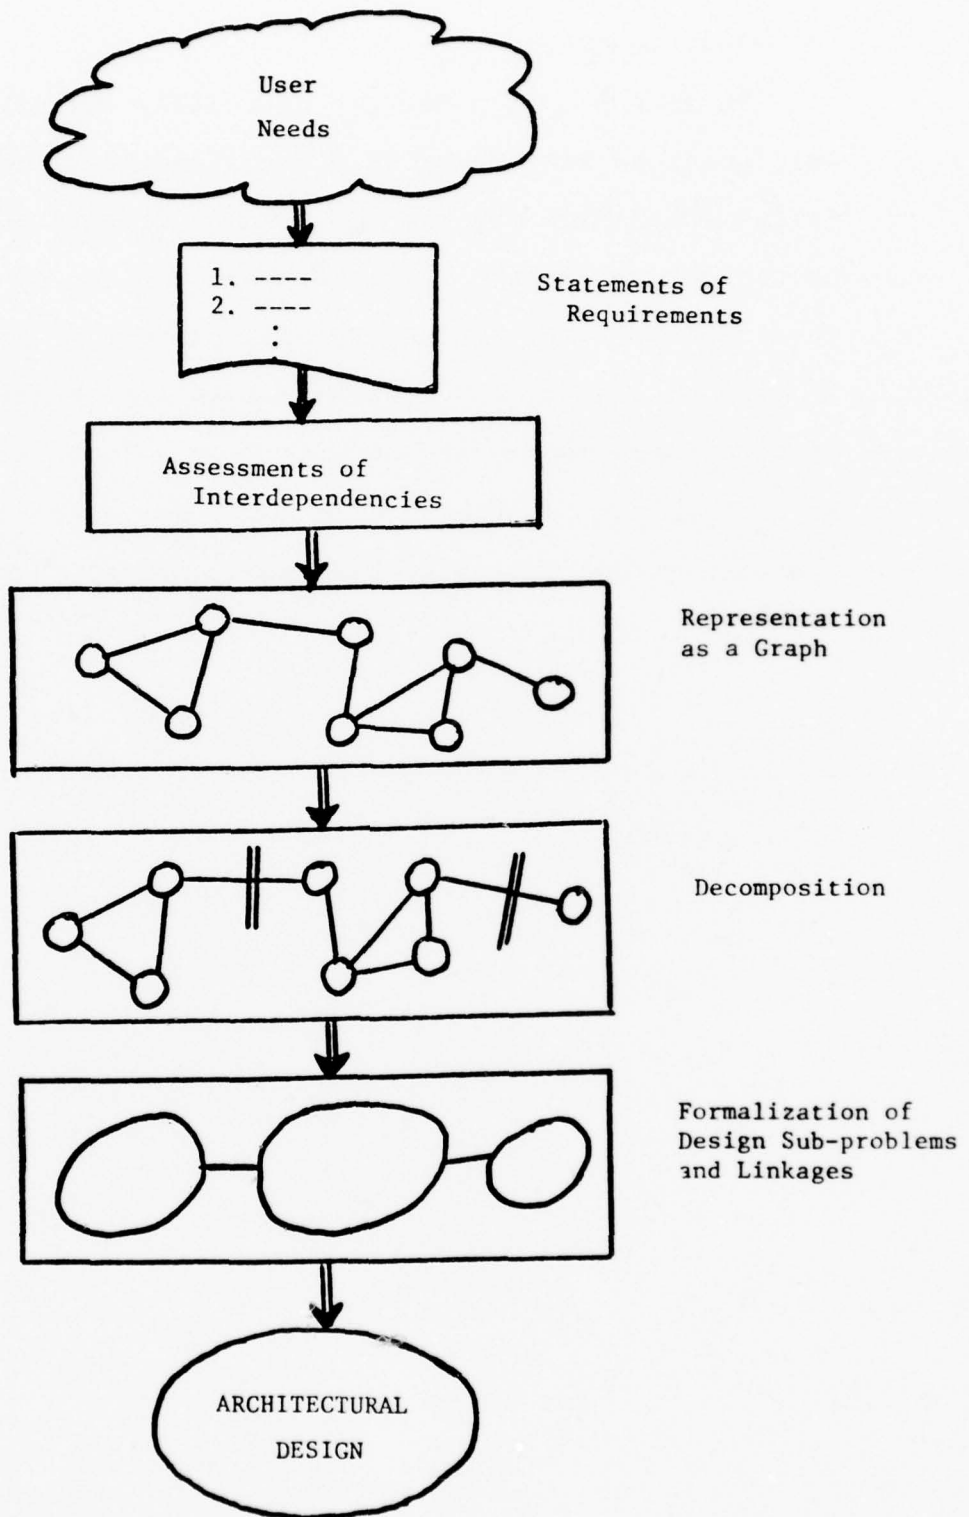 User
Needs
1. ----
2. ----
Statements of
Requirements
Assessments of
Interdependencies
Representation
as a Graph
Decomposition
Formalization of
Design Sub-problems
and Linkages
ARCHITECTURAL
DESIGN